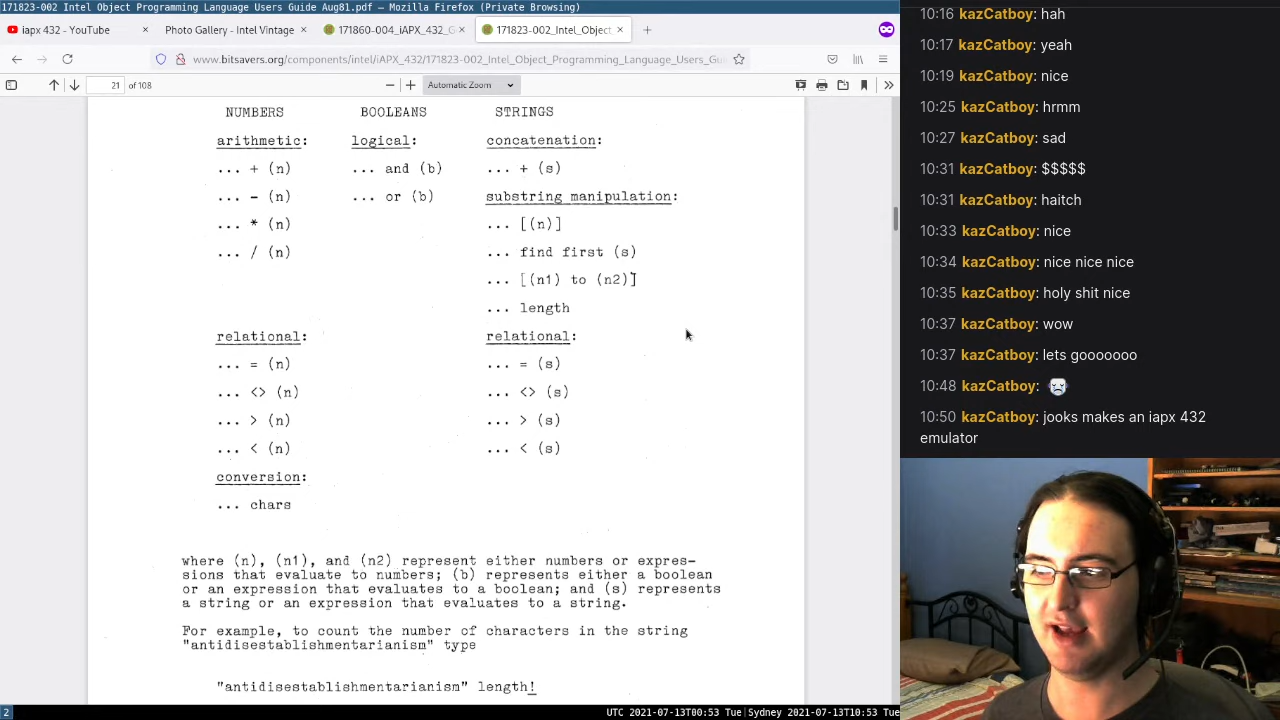 171823-002 Intel Object Programming Language Users Guide Aug81.pdf — Mozilla Firefox (Private Browsing)
iapx 432 - YouTube
Photo Gallery - Intel Vintage
171860-004_iAPX_432_G
171823-002_Intel_Object_
www.bitsavers.org/components/intel/iAPX_432/171823-002_Intel_Object_Programming_Language_Users_Gui
21 of 108
Automatic Zoom
NUMBERS BOOLEANS STRINGS
arithmetic: logical: concatenation:
... + (n) ... and (b) ... + (s)
... - (n) ... or (b) substring manipulation:
... * (n) ... [(n)]
... / (n) ... find first (s)
... [(n1) to (n2)]
... length
relational: relational:
... = (n) ... = (s)
... <> (n) ... <> (s)
... > (n) ... > (s)
... < (n) ... < (s)
conversion:
... chars
where (n), (n1), and (n2) represent either numbers or expres-
sions that evaluate to numbers; (b) represents either a boolean
or an expression that evaluates to a boolean; and (s) represents
a string or an expression that evaluates to a string.
For example, to count the number of characters in the string
"antidisestablishmentarianism" type
"antidisestablishmentarianism" length!
2
UTC 2021-07-13T00:53 Tue Sydney 2021-07-13T10:53 Tue
10:16 kazCatboy: hah
10:17 kazCatboy: yeah
10:19 kazCatboy: nice
10:25 kazCatboy: hrmm
10:27 kazCatboy: sad
10:31 kazCatboy: $$$$$
10:31 kazCatboy: haitch
10:33 kazCatboy: nice
10:34 kazCatboy: nice nice nice
10:35 kazCatboy: holy shit nice
10:37 kazCatboy: wow
10:37 kazCatboy: lets gooooooo
10:48 kazCatboy:
10:50 kazCatboy: jooks makes an iapx 432
emulator